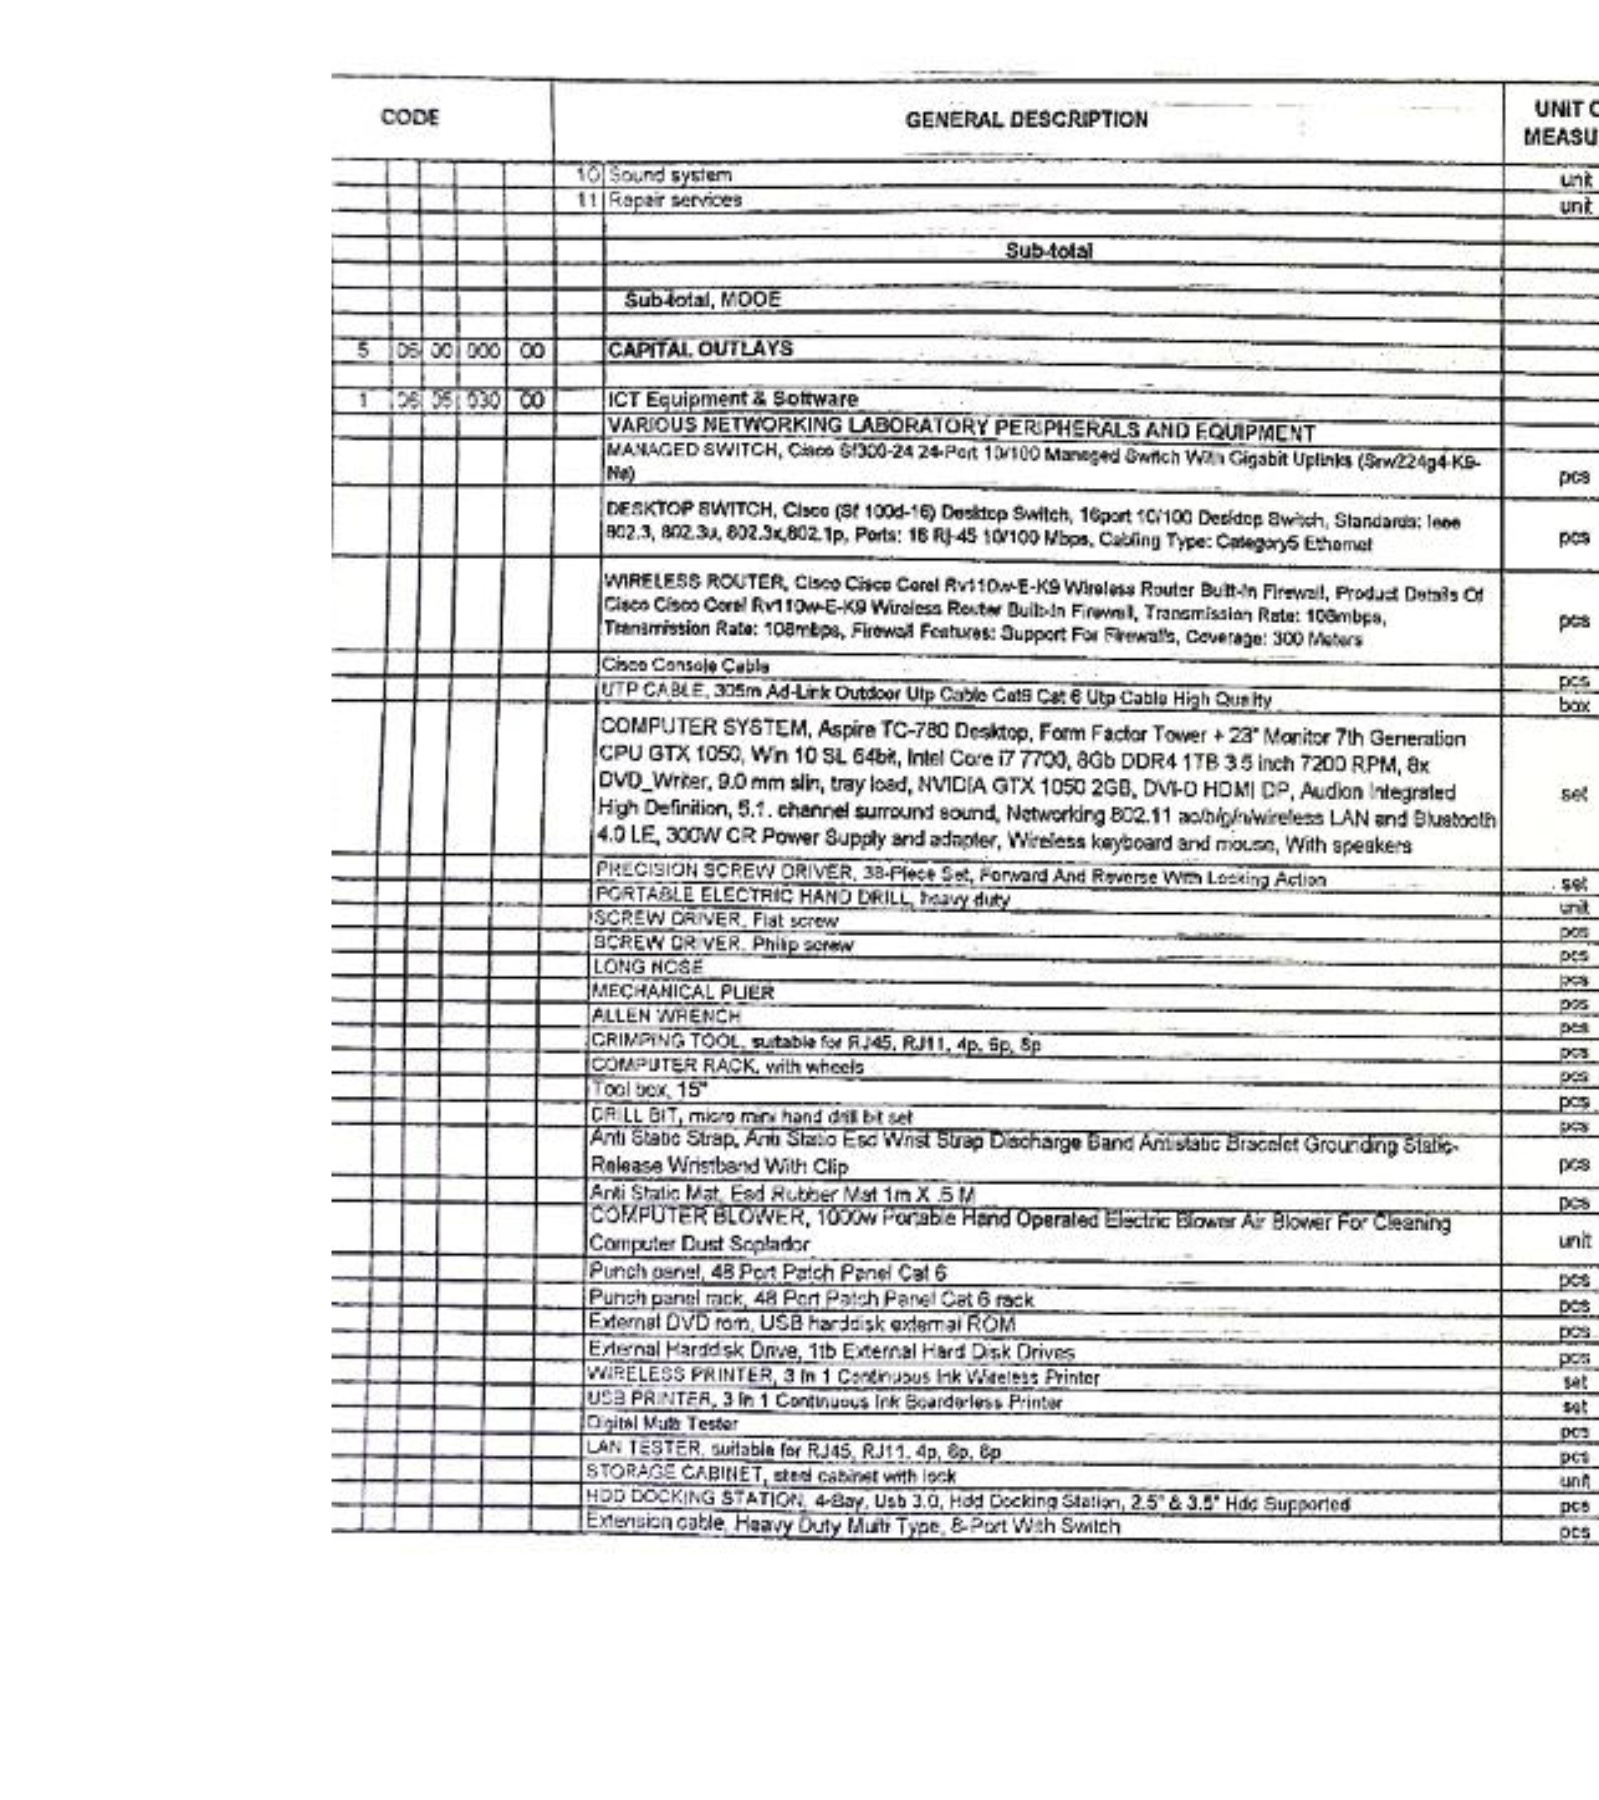 CODE GENERAL DESCRIPTION UNIT O
MEASU
10 Sound system unit
11 Repair services unit
Sub-total
Sub-total, MOOE
5 06 00 000 00 CAPITAL OUTLAYS
1 06 05 030 00 ICT Equipment & Software
VARIOUS NETWORKING LABORATORY PERIPHERALS AND EQUIPMENT
MANAGED SWITCH, Cisco Sf300-24 24-Port 10/100 Managed Switch With Gigabit Uplinks (Srw224g4-K9-
Na) pcs
DESKTOP SWITCH, Cisco (Sf 100d-16) Desktop Switch, 16port 10/100 Desktop Switch, Standards: Ieee
802.3, 802.3u, 802.3x,802.1p, Ports: 16 Rj-45 10/100 Mbps, Cabling Type: Category5 Ethernet pcs
WIRELESS ROUTER, Cisco Cisco Corel Rv110w-E-K9 Wireless Router Built-In Firewall, Product Details Of
Cisco Cisco Corel Rv110w-E-K9 Wireless Router Built-In Firewall, Transmission Rate: 108mbps,
Transmission Rate: 108mbps, Firewall Features: Support For Firewalls, Coverage: 300 Meters pcs
Cisco Console Cable pcs
UTP CABLE, 305m Ad-Link Outdoor Utp Cable Cat6 Cat 6 Utp Cable High Quality box
COMPUTER SYSTEM, Aspire TC-780 Desktop, Form Factor Tower + 23" Monitor 7th Generation
CPU GTX 1050, Win 10 SL 64bit, Intel Core i7 7700, 8Gb DDR4 1TB 3.5 inch 7200 RPM, 8x
DVD_Writer, 9.0 mm slin, tray load, NVIDIA GTX 1050 2GB, DVI-D HDMI DP, Audion Integrated
High Definition, 5.1. channel surround sound, Networking 802.11 ac/b/g/n/wireless LAN and Bluetooth set
4.0 LE, 300W CR Power Supply and adapter, Wireless keyboard and mouse, With speakers
PRECISION SCREW DRIVER, 38-Piece Set, Forward And Reverse With Locking Action set
PORTABLE ELECTRIC HAND DRILL, heavy duty unit
SCREW DRIVER, Flat screw pcs
SCREW DRIVER, Philip screw pcs
LONG NOSE pcs
MECHANICAL PLIER pcs
ALLEN WRENCH pcs
CRIMPING TOOL, suitable for RJ45, RJ11, 4p, 6p, 8p pcs
COMPUTER RACK, with wheels pcs
Tool box, 15" pcs
DRILL BIT, micro mini hand drill bit set pcs
Anti Static Strap, Anti Static Esd Wrist Strap Discharge Band Antistatic Bracelet Grounding Static-
Release Wristband With Clip pcs
Anti Static Mat, Esd Rubber Mat 1m X .5 M pcs
COMPUTER BLOWER, 1000w Portable Hand Operated Electric Blower Air Blower For Cleaning
Computer Dust Soplador unit
Punch panel, 48 Port Patch Panel Cat 6 pcs
Punch panel rack, 48 Port Patch Panel Cat 6 rack pcs
External DVD rom, USB harddisk external ROM pcs
External Harddisk Drive, 1tb External Hard Disk Drives pcs
WIRELESS PRINTER, 3 In 1 Continuous Ink Wireless Printer set
USB PRINTER, 3 In 1 Continuous Ink Boarderless Printer set
Digital Multi Tester pcs
LAN TESTER, suitable for RJ45, RJ11, 4p, 6p, 8p pcs
STORAGE CABINET, steel cabinet with lock unit
HDD DOCKING STATION, 4-Bay, Usb 3.0, Hdd Docking Station, 2.5" & 3.5" Hdd Supported pcs
Extension cable, Heavy Duty Multi Type, 8-Port With Switch pcs